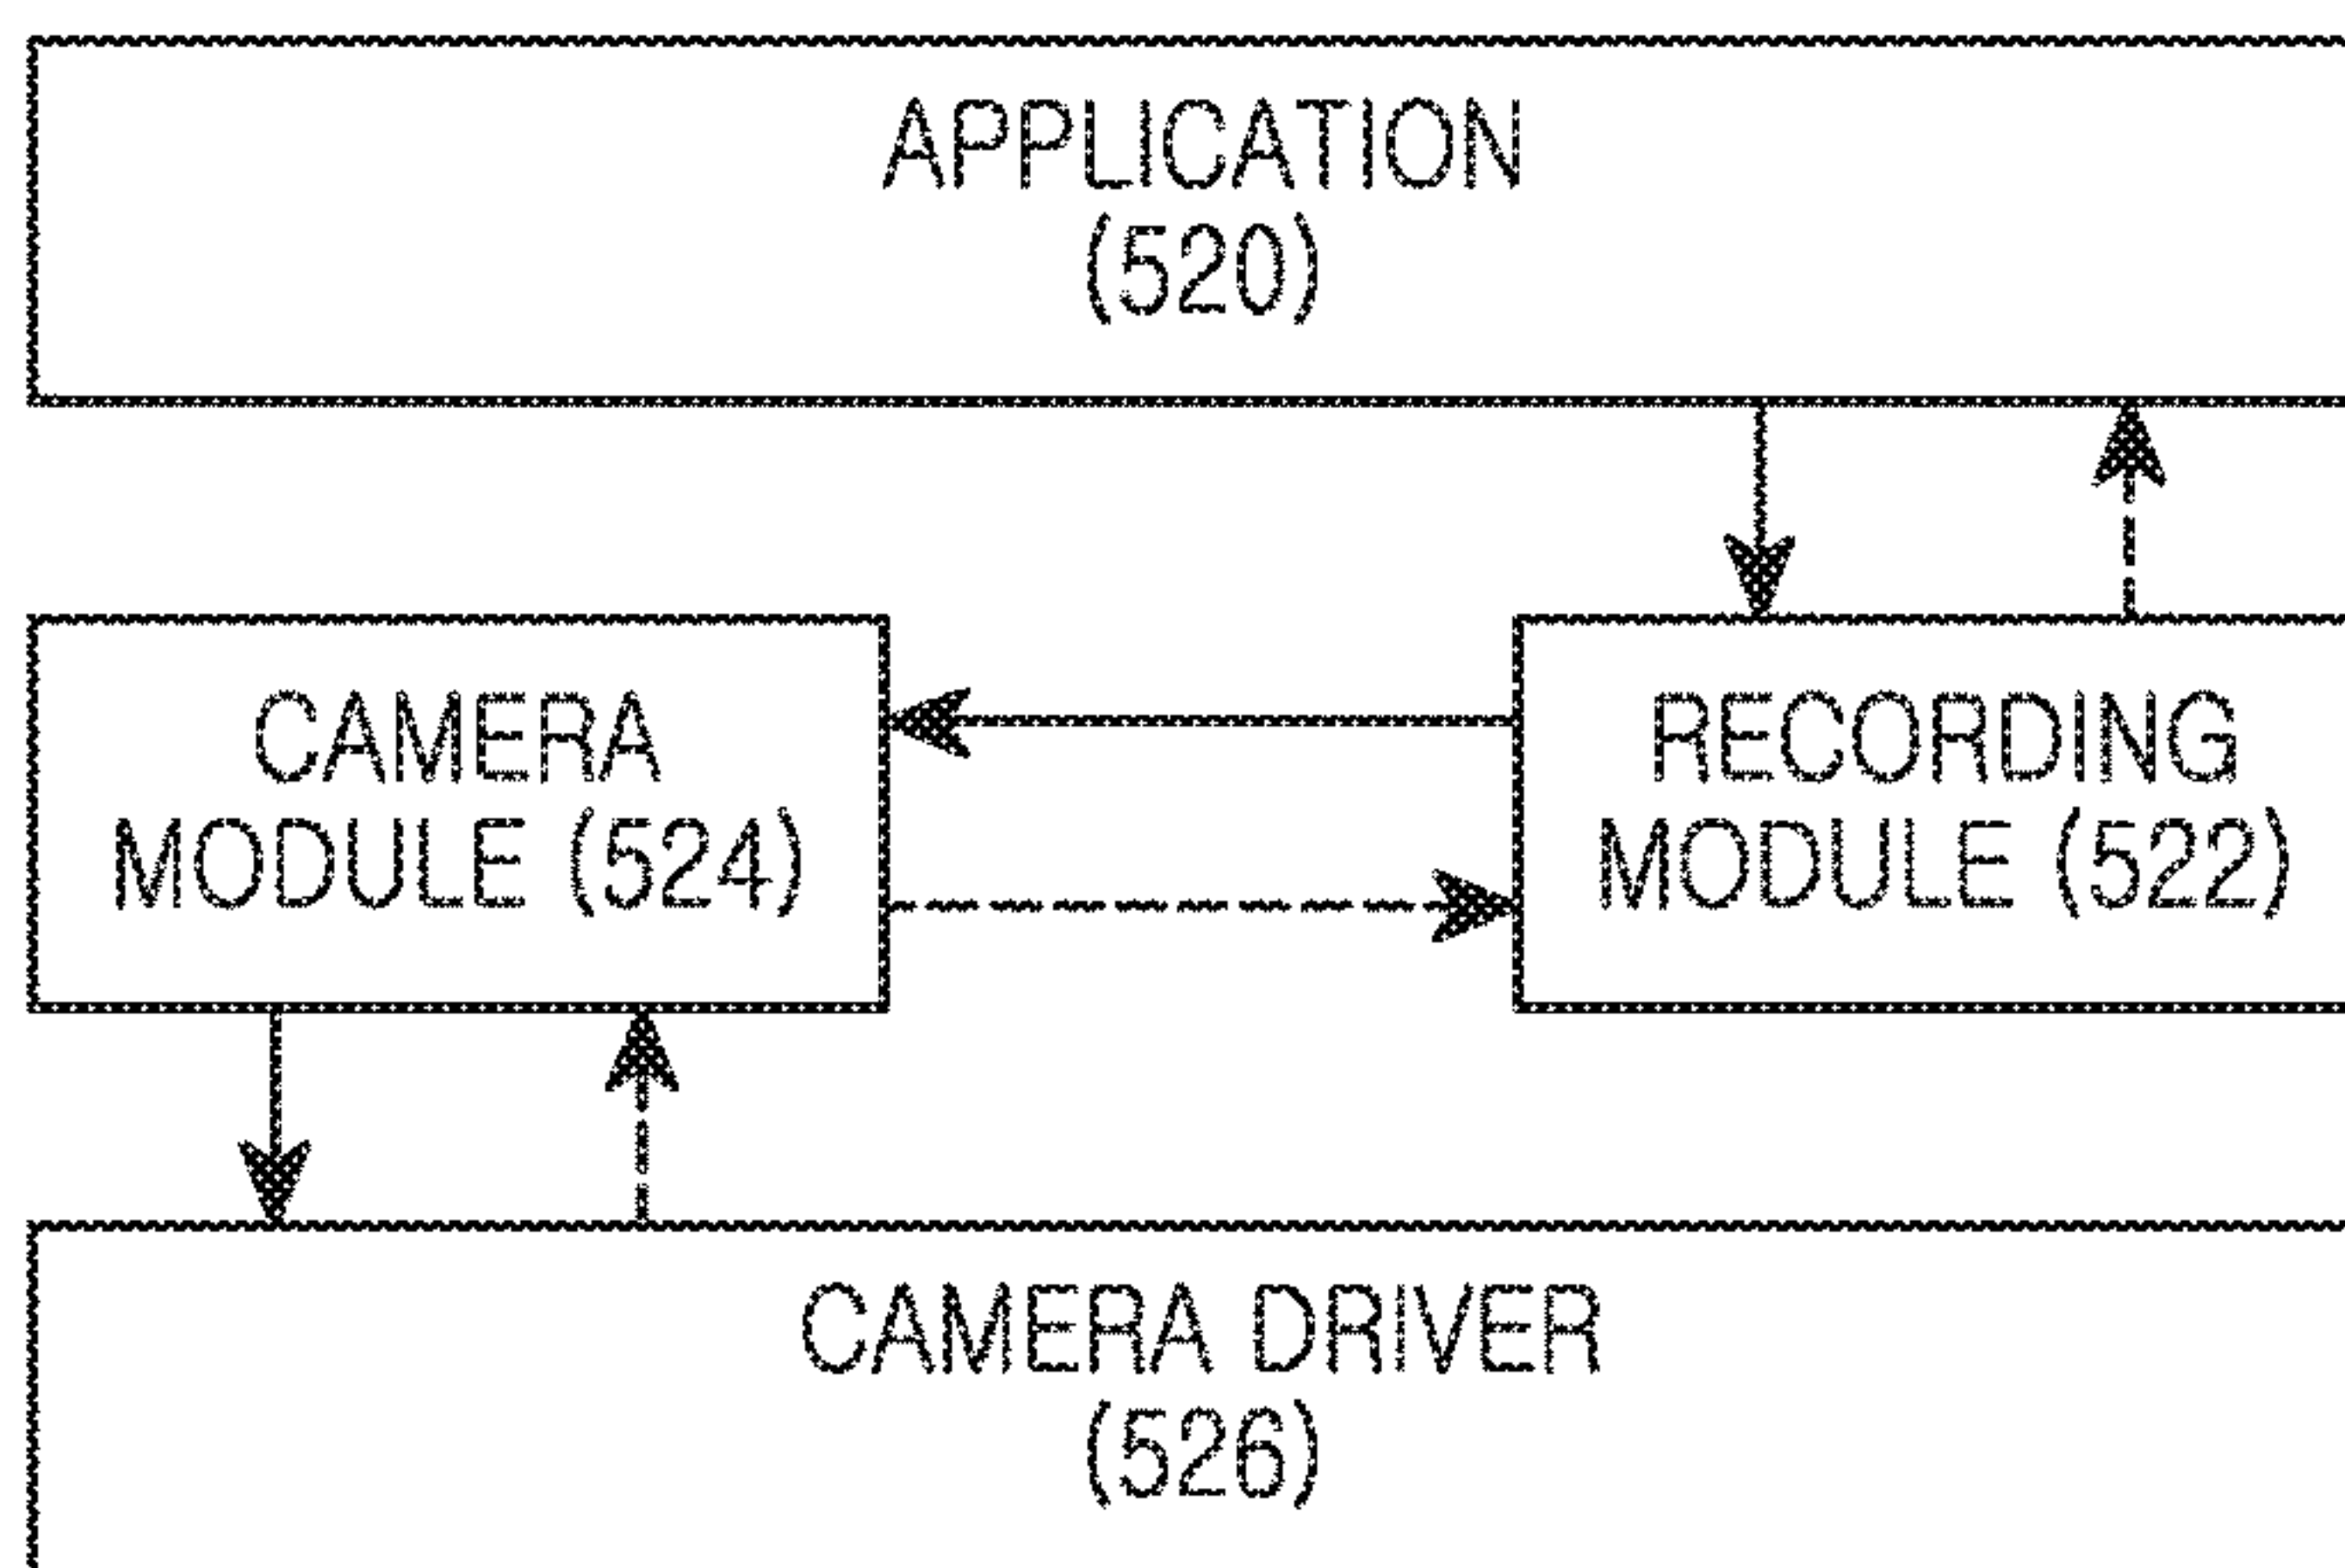 APPLICATION
(520)
CAMERA
MODULE (524)
RECORDING
MODULE (522)
CAMERA DRIVER
(526)